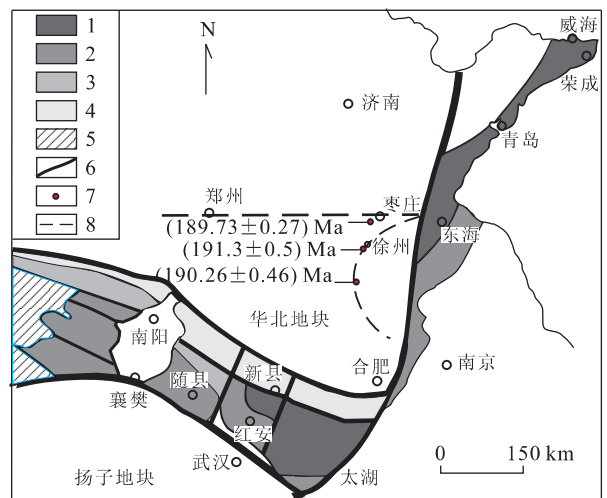 1
2
3
4
5
6
7
8
N
威海
荣成
济南
青岛
郑州
枣庄
(189.73±0.27) Ma
徐州
东海
(191.3±0.5) Ma
(190.26±0.46) Ma
华北地块
南阳
合肥
南京
新县
随县
襄樊
红安
武汉
太湖
扬子地块
0 150 km